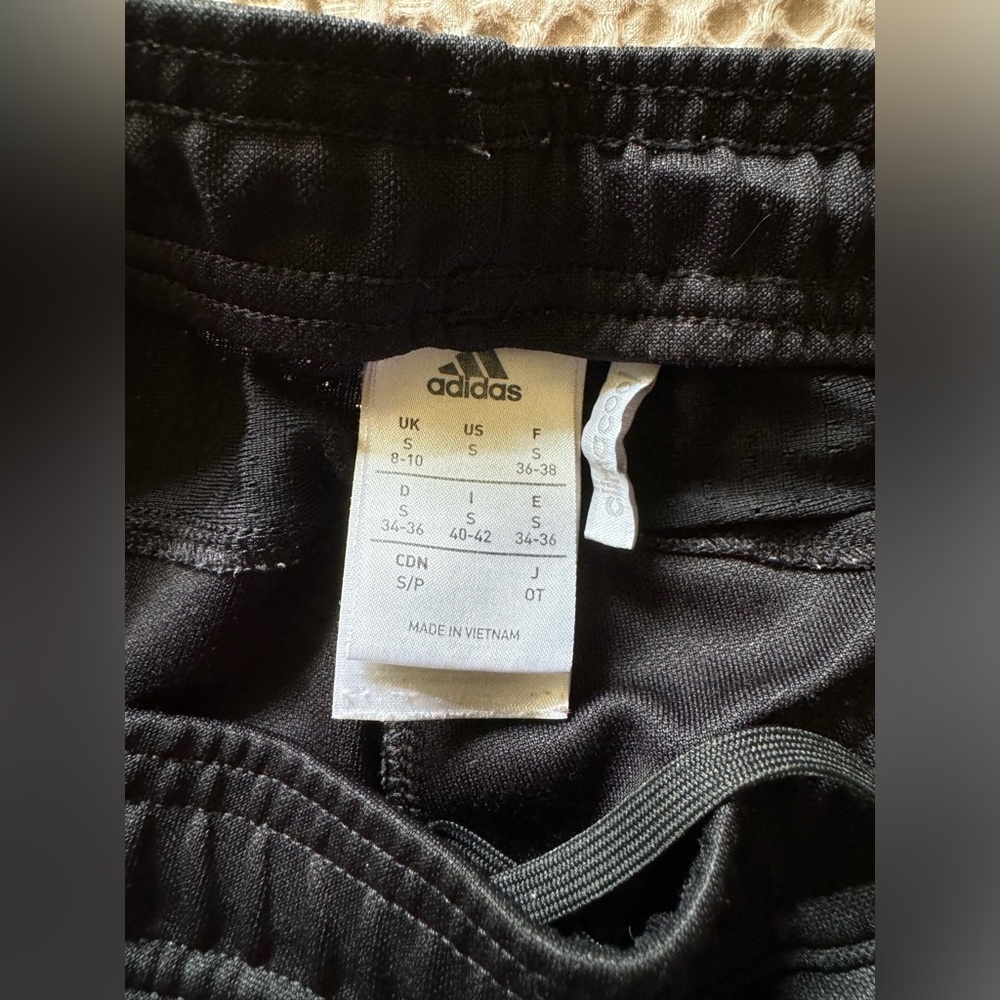 adidas
UK US F
S S S
8-10 36-38
D I E
S S S
34-36 40-42 34-36
CDN J
S/P OT
MADE IN VIETNAM
climacool